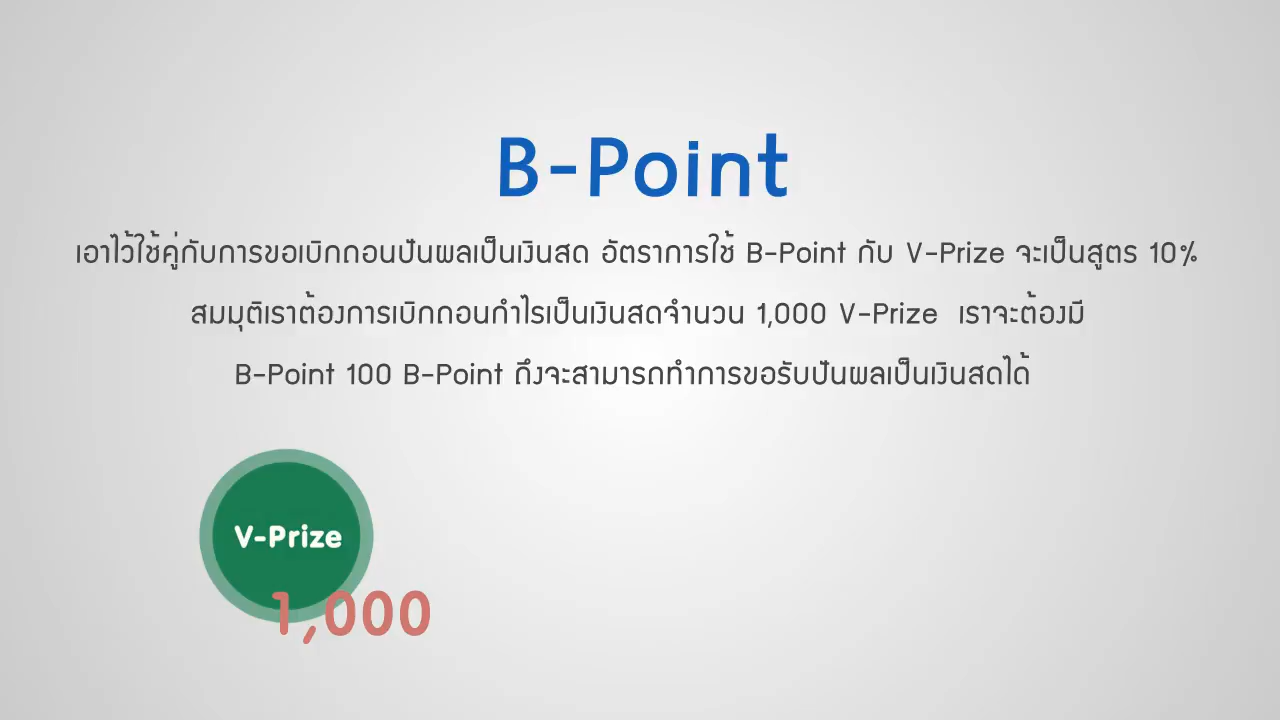 B-Point
เอาไว้ใช้คู่กับการขอเบิกถอนปันผลเป็นเงินสด อัตราการใช้ B-Point กับ V-Prize จะเป็นสูตร 10%
สมมุติเราต้องการเบิกถอนกำไรเป็นเงินสดจำนวน 1,000 V-Prize เราจะต้องมี
B-Point 100 B-Point ถึงจะสามารถทำการขอรับปันผลเป็นเงินสดได้
V-Prize
1,000